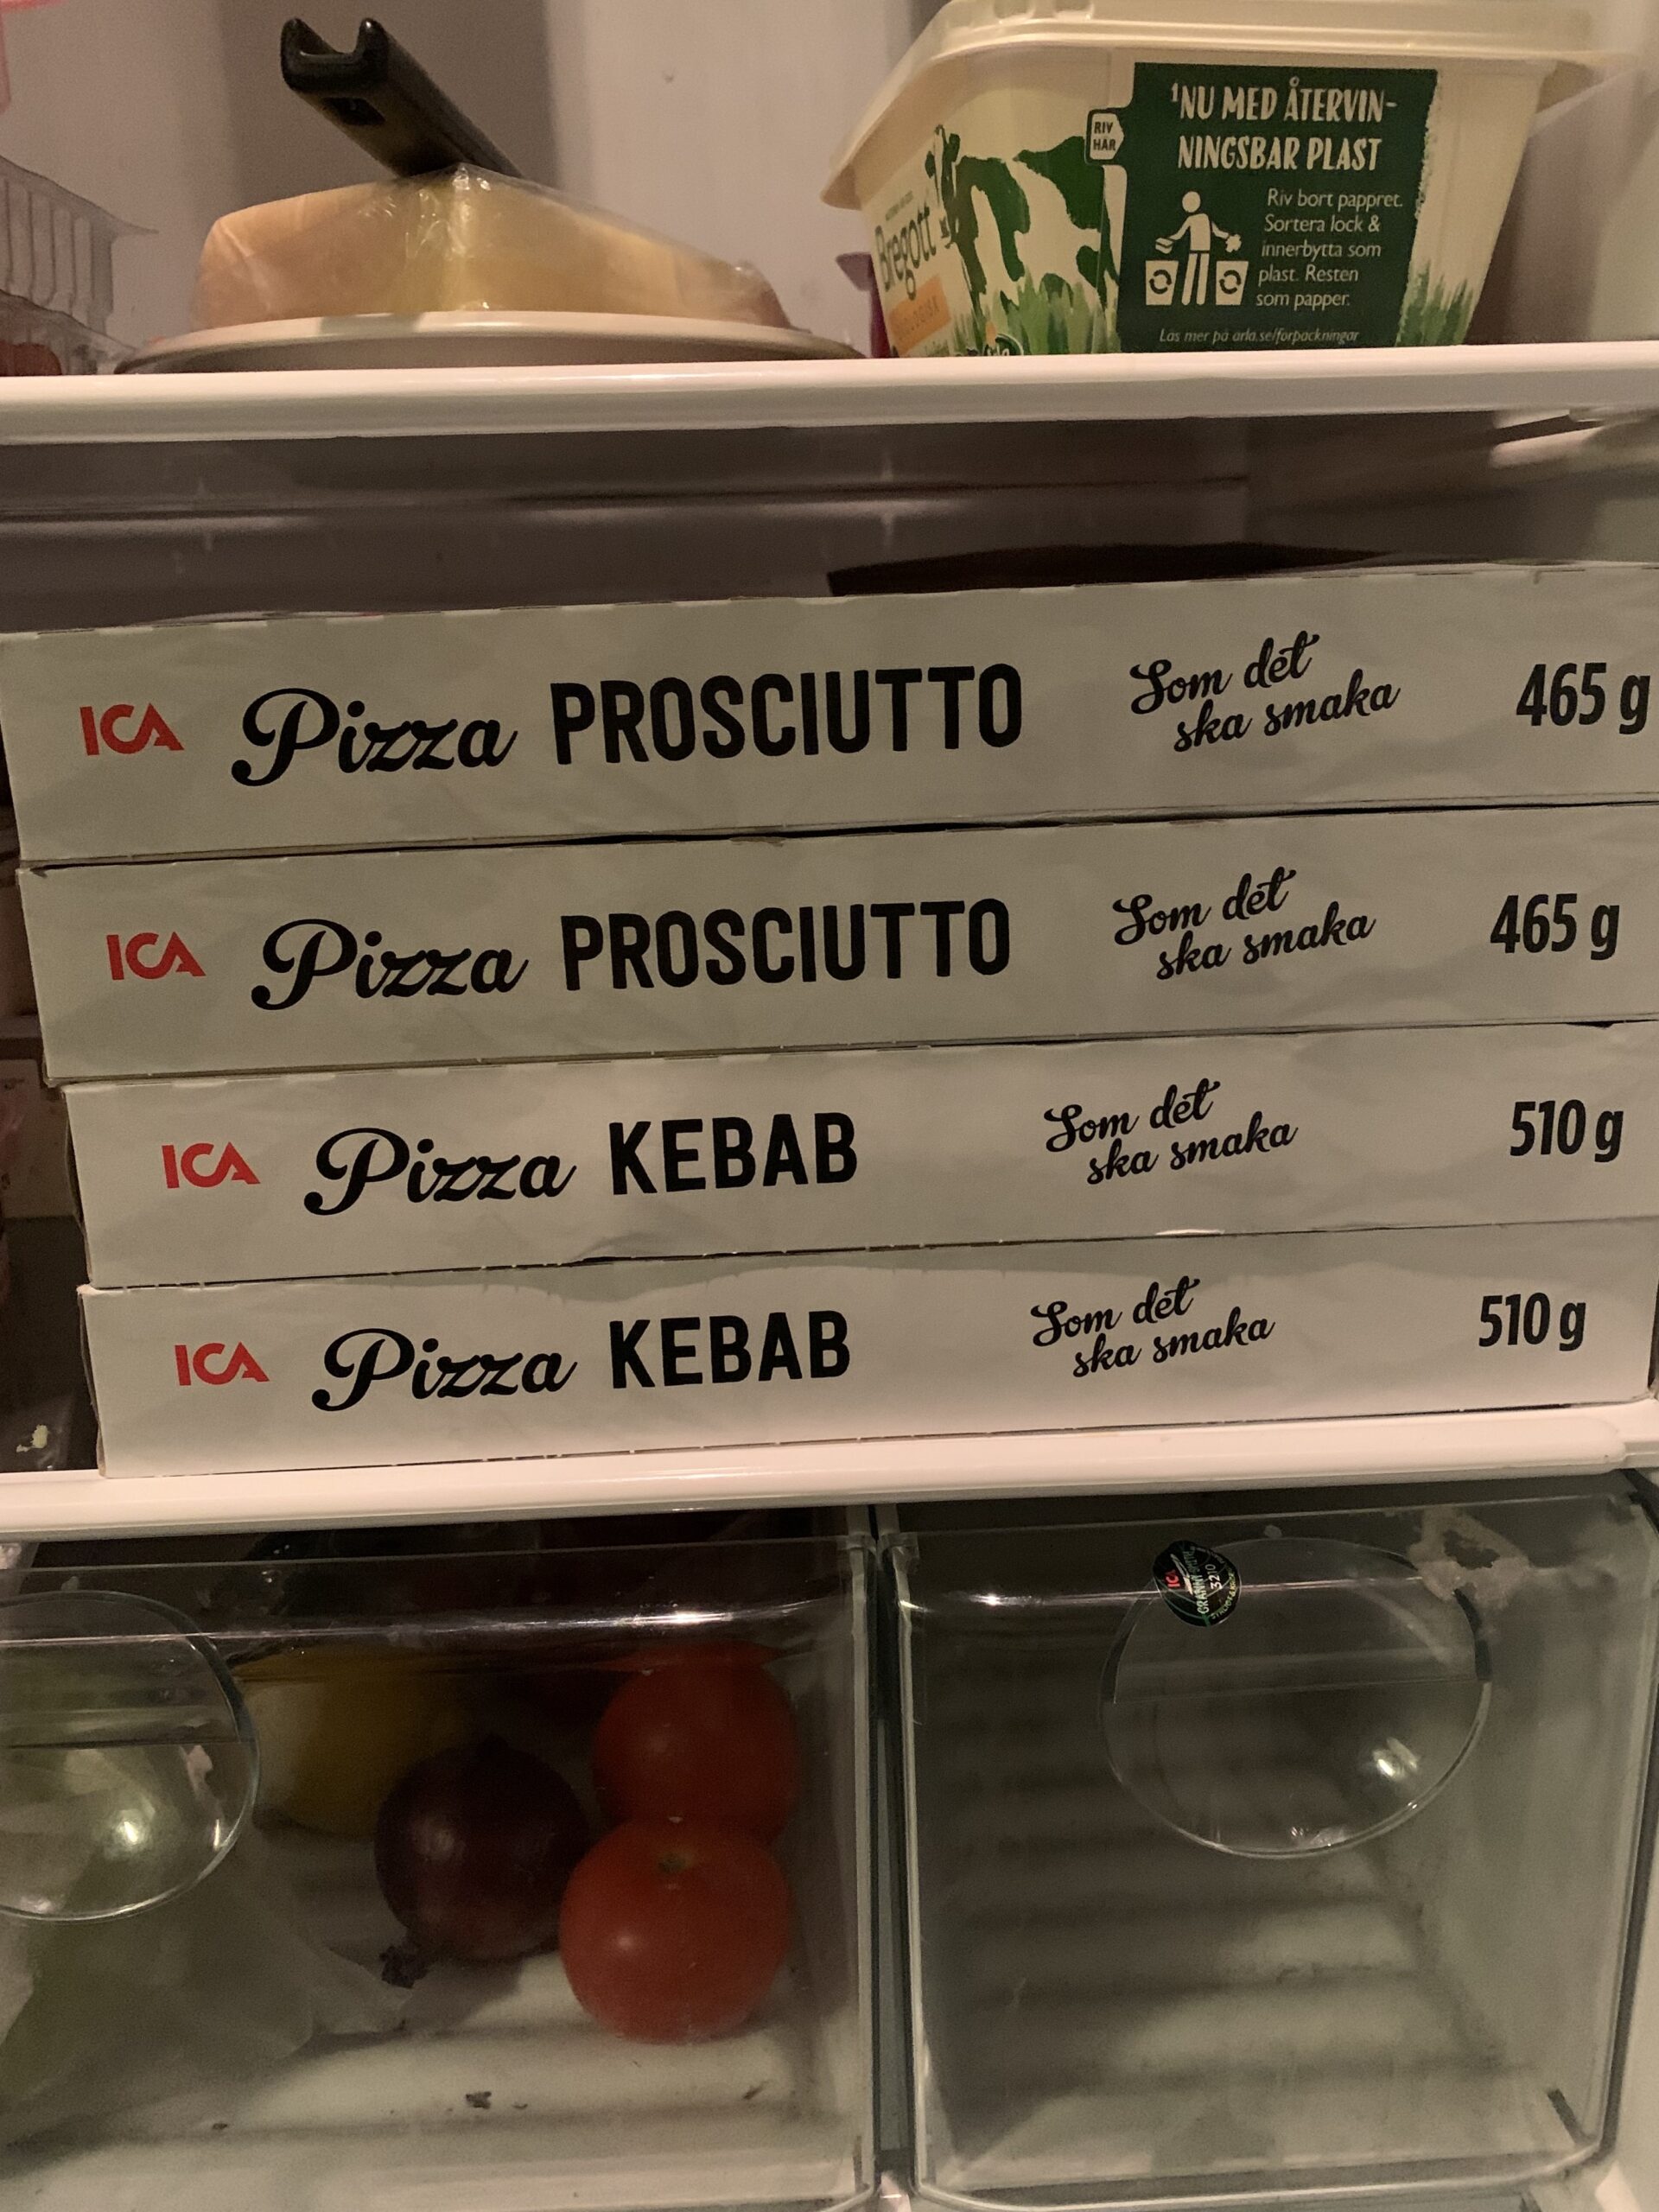 ¹NU MED ÅTERVIN-
NINGSBAR PLAST
RIV
HÄR
Riv bort pappret.
Sortera lock &
innerbytta som
plast. Resten
som papper.
Läs mer på arla.se/forpackningar
Bregott
ICA Pizza PROSCIUTTO Som det 465 g
ska smaka
ICA Pizza PROSCIUTTO Som det 465 g
ska smaka
ICA Pizza KEBAB Som det 510 g
ska smaka
ICA Pizza KEBAB Som det 510 g
ska smaka
ICA